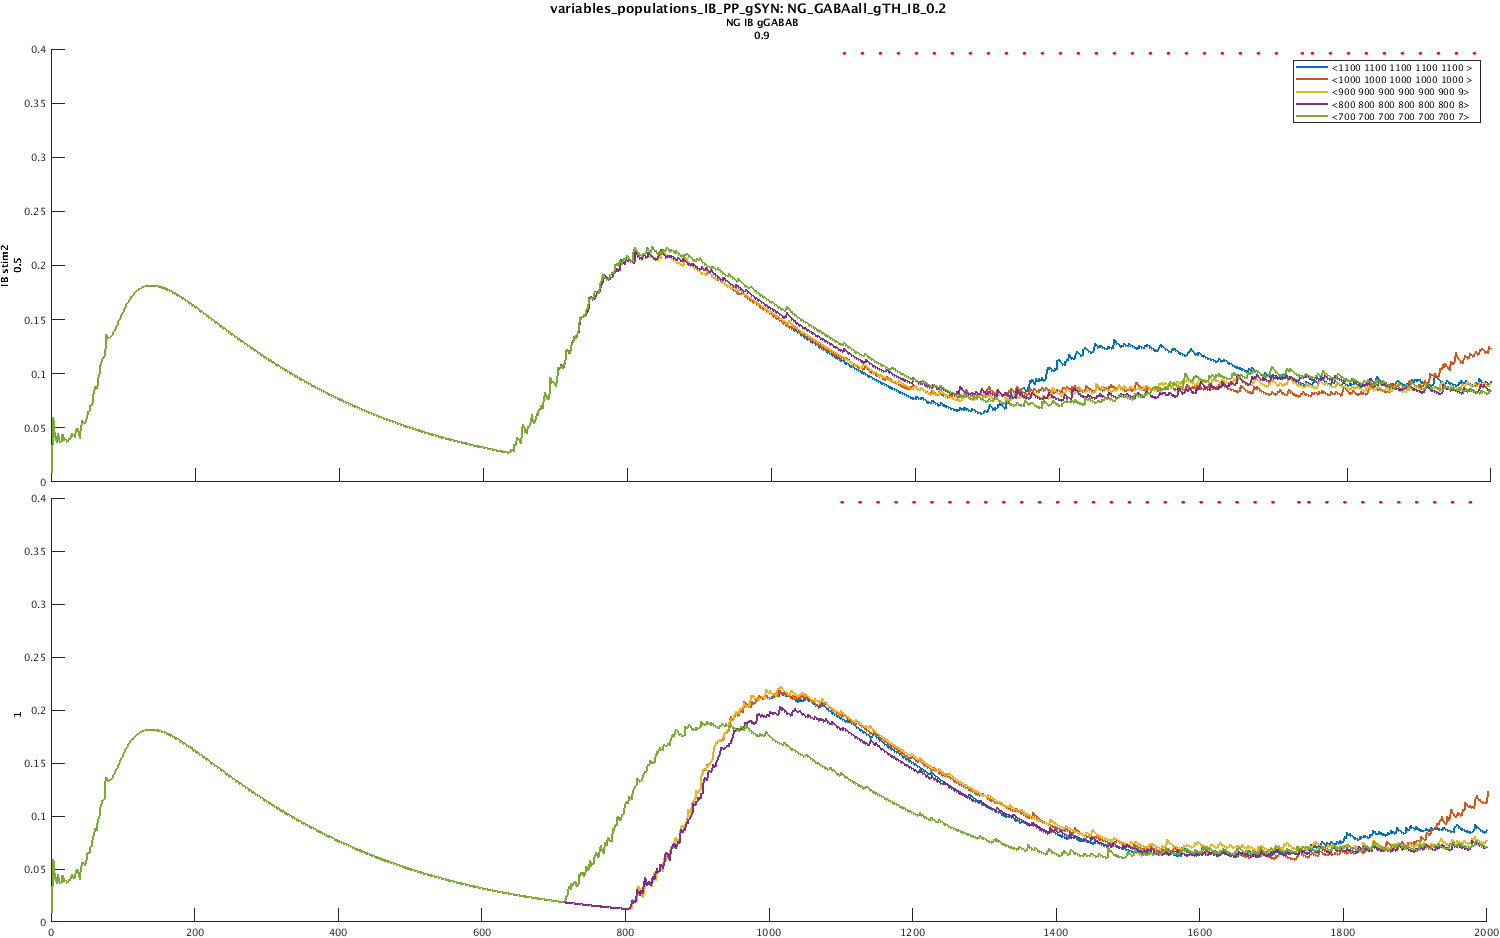 variables_populations_IB_PP_gSYN: NG_GABAall_gTH_IB_0.2
NG IB gGABAB
0.9
0.4
0.35
0.3
0.25
0.2
0.15
0.1
0.05
0
IB stim2
0.5
<1100 1100 1100 1100 1100 >
<1000 1000 1000 1000 1000 >
<900 900 900 900 900 900 9>
<800 800 800 800 800 800 8>
<700 700 700 700 700 700 7>
0 200 400 600 800 1000 1200 1400 1600 1800 2000
0.4
0.35
0.3
0.25
0.2
0.15
0.1
0.05
0
1
0 200 400 600 800 1000 1200 1400 1600 1800 2000